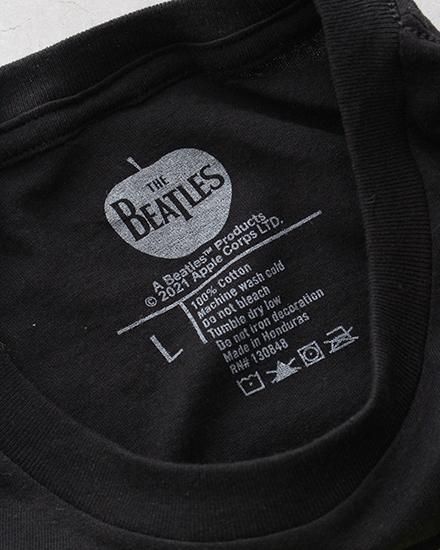 THE
BEATLES
A Beatles™ Products
© 2021 Apple Corps LTD.
L
100% Cotton
Machine wash cold
Do not bleach
Tumble dry low
Do not iron decoration
Made in Honduras
RN# 130848